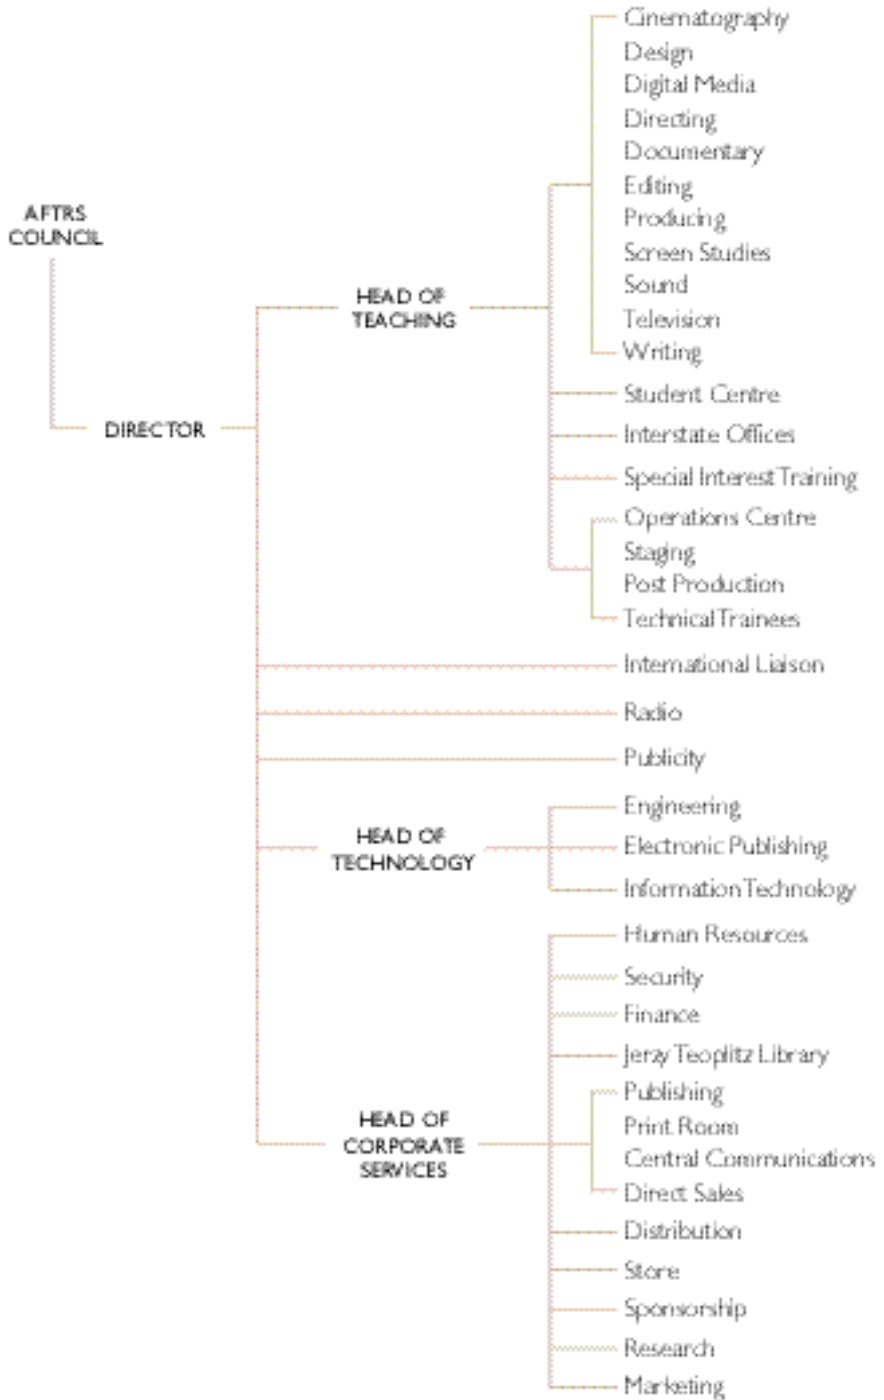 AFTRS
COUNCIL
DIRECTOR
HEAD OF
TEACHING
Cinematography
Design
Digital Media
Directing
Documentary
Editing
Producing
Screen Studies
Sound
Television
Writing
Student Centre
Interstate Offices
Special Interest Training
Operations Centre
Staging
Post Production
Technical Trainees
International Liaison
Radio
Publicity
HEAD OF
TECHNOLOGY
Engineering
Electronic Publishing
Information Technology
HEAD OF
CORPORATE
SERVICES
Human Resources
Security
Finance
Jerzy Teoplitz Library
Publishing
Print Room
Central Communications
Direct Sales
Distribution
Store
Sponsorship
Research
Marketing